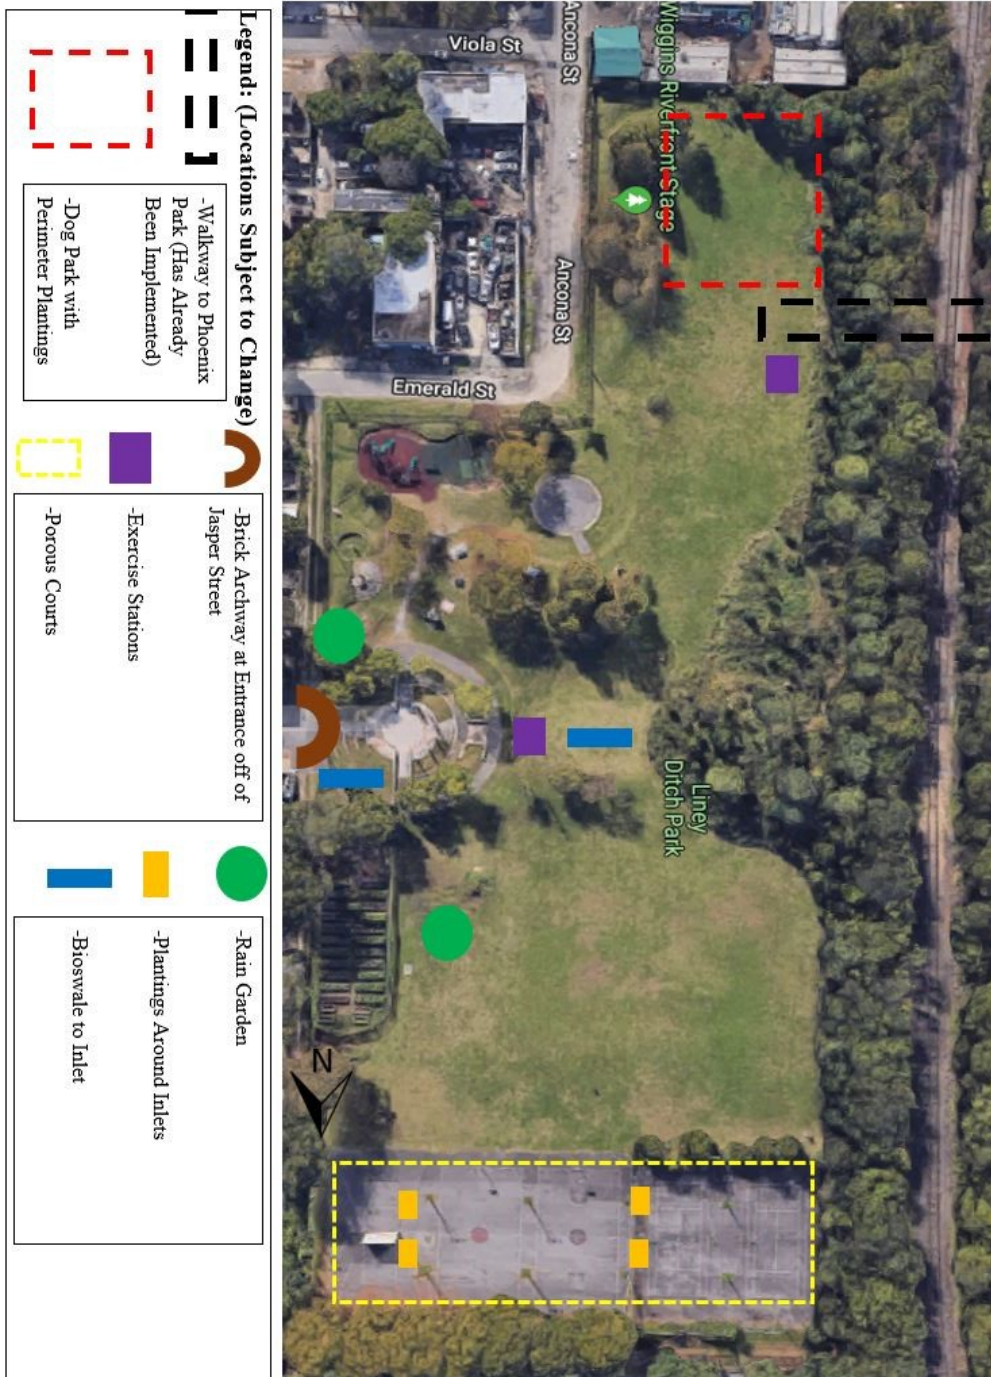 Legend: (Locations Subject to Change)
-Walkway to Phoenix
Park (Has Already
Been Implemented)
-Dog Park with
Perimeter Plantings
-Brick Archway at Entrance off of
Jasper Street
-Exercise Stations
-Porous Courts
-Rain Garden
-Plantings Around Inlets
-Bioswale to Inlet
Viola St
Ancona St
Wiggins Riverfront Stage
Ancona St
Emerald St
Liney
Ditch Park
N